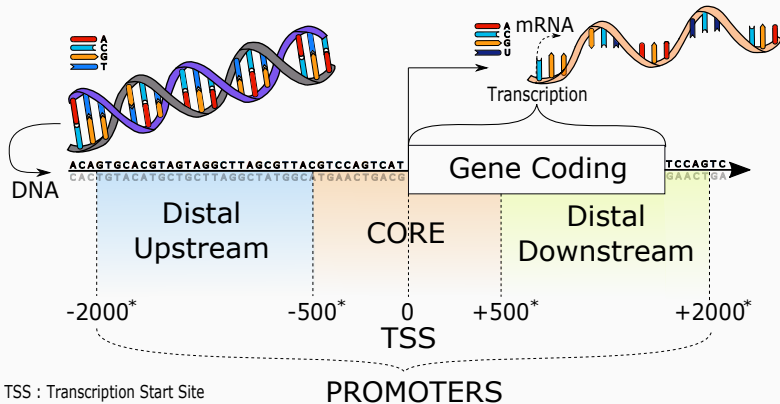 A
C
G
T
A
C
G
U
mRNA
Transcription
DNA
ACAGTGCACGTAGTAGGCTTAGCGTTACGTCCAGTCAT
CACTGTACATGCTGCTTAGGCTATGGCATGAACTGACG
Gene Coding
TCCAGTC
GAACTGA
Distal
Upstream
CORE
Distal
Downstream
-2000*
-500*
0
+500*
+2000*
TSS
TSS : Transcription Start Site
PROMOTERS